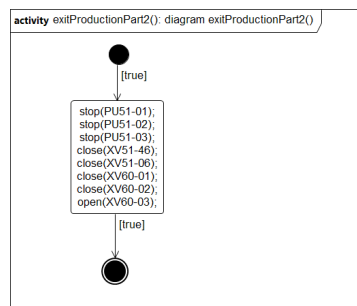 activity exitProductionPart2(): diagram exitProductionPart2()
[true]
stop(PU51-01);
stop(PU51-02);
stop(PU51-03);
close(XV51-46);
close(XV51-06);
close(XV60-01);
close(XV60-02);
open(XV60-03);
[true]